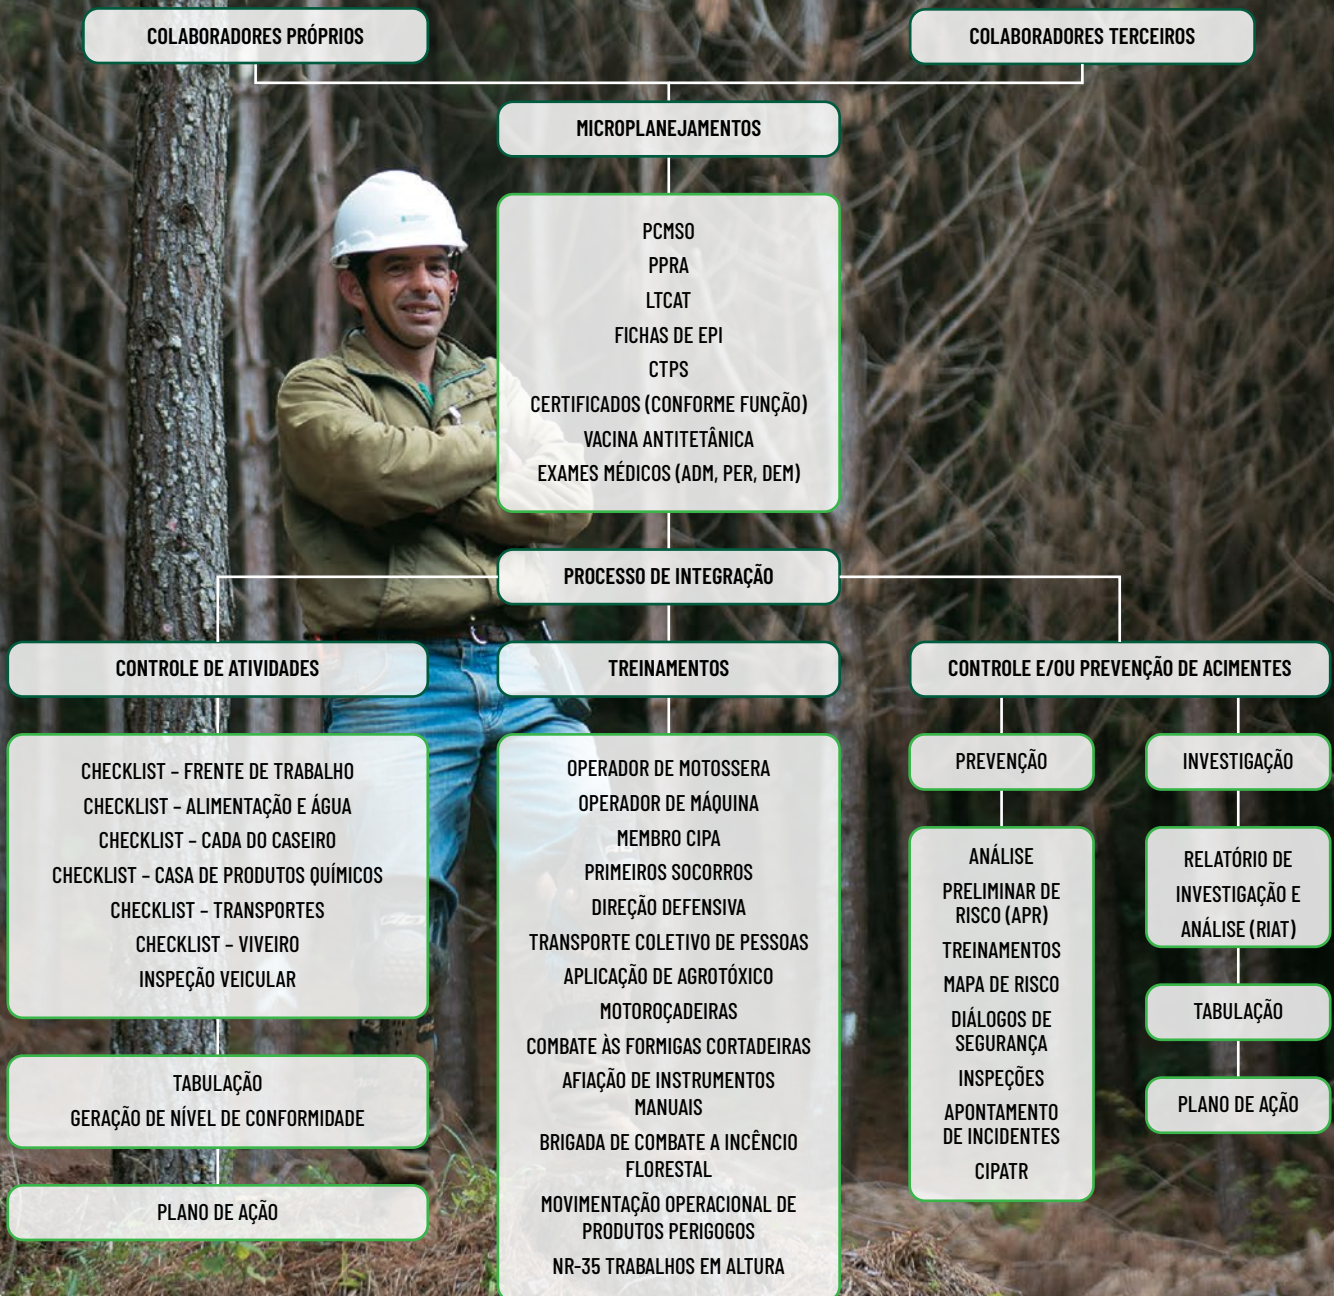 COLABORADORES PRÓPRIOS
COLABORADORES TERCEIROS
MICROPLANEJAMENTOS
PCMSO
PPRA
LTCAT
FICHAS DE EPI
CTPS
CERTIFICADOS (CONFORME FUNÇÃO)
VACINA ANTITETÂNICA
EXAMES MÉDICOS (ADM, PER, DEM)
PROCESSO DE INTEGRAÇÃO
CONTROLE DE ATIVIDADES
CHECKLIST – FRENTE DE TRABALHO
CHECKLIST – ALIMENTAÇÃO E ÁGUA
CHECKLIST – CADA DO CASEIRO
CHECKLIST – CASA DE PRODUTOS QUÍMICOS
CHECKLIST – TRANSPORTES
CHECKLIST – VIVEIRO
INSPEÇÃO VEICULAR
TABULAÇÃO
GERAÇÃO DE NÍVEL DE CONFORMIDADE
PLANO DE AÇÃO
TREINAMENTOS
OPERADOR DE MOTOSSERA
OPERADOR DE MÁQUINA
MEMBRO CIPA
PRIMEIROS SOCORROS
DIREÇÃO DEFENSIVA
TRANSPORTE COLETIVO DE PESSOAS
APLICAÇÃO DE AGROTÓXICO
MOTOROÇADEIRAS
COMBATE ÀS FORMIGAS CORTADEIRAS
AFIAÇÃO DE INSTRUMENTOS
MANUAIS
BRIGADA DE COMBATE A INCÊNCIO
FLORESTAL
MOVIMENTAÇÃO OPERACIONAL DE
PRODUTOS PERIGOGOS
NR-35 TRABALHOS EM ALTURA
CONTROLE E/OU PREVENÇÃO DE ACIMENTES
PREVENÇÃO
ANÁLISE
PRELIMINAR DE
RISCO (APR)
TREINAMENTOS
MAPA DE RISCO
DIÁLOGOS DE
SEGURANÇA
INSPEÇÕES
APONTAMENTO
DE INCIDENTES
CIPATR
INVESTIGAÇÃO
RELATÓRIO DE
INVESTIGAÇÃO E
ANÁLISE (RIAT)
TABULAÇÃO
PLANO DE AÇÃO